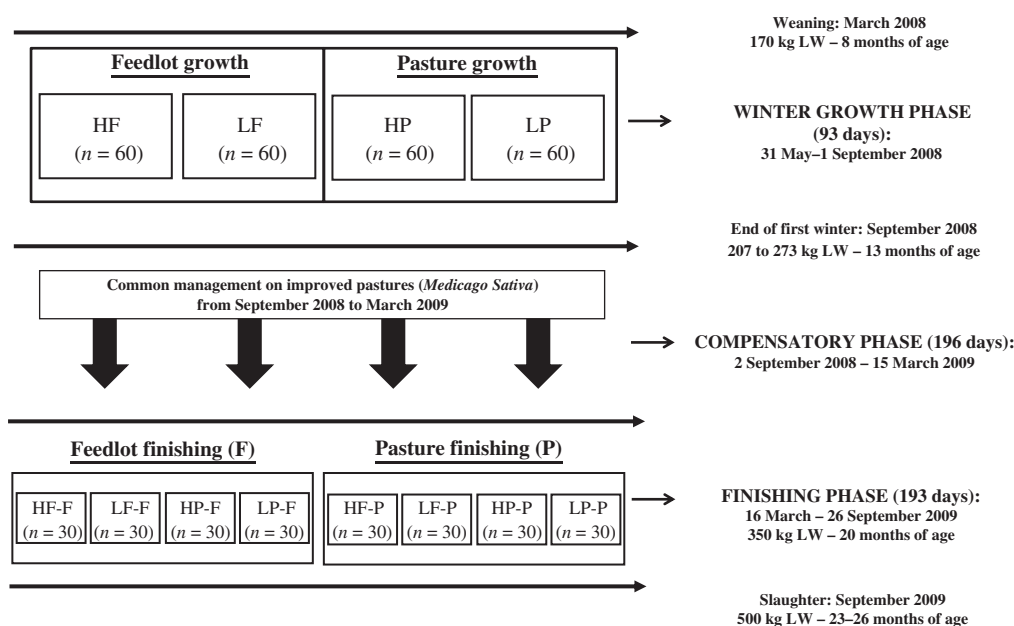 Weaning: March 2008
170 kg LW – 8 months of age
Feedlot growth
Pasture growth
HF
(n = 60)
LF
(n = 60)
HP
(n = 60)
LP
(n = 60)
WINTER GROWTH PHASE
(93 days):
31 May–1 September 2008
End of first winter: September 2008
207 to 273 kg LW – 13 months of age
Common management on improved pastures (Medicago Sativa)
from September 2008 to March 2009
COMPENSATORY PHASE (196 days):
2 September 2008 – 15 March 2009
Feedlot finishing (F)
Pasture finishing (P)
HF-F
(n = 30)
LF-F
(n = 30)
HP-F
(n = 30)
LP-F
(n = 30)
HF-P
(n = 30)
LF-P
(n = 30)
HP-P
(n = 30)
LP-P
(n = 30)
FINISHING PHASE (193 days):
16 March – 26 September 2009
350 kg LW – 20 months of age
Slaughter: September 2009
500 kg LW – 23–26 months of age